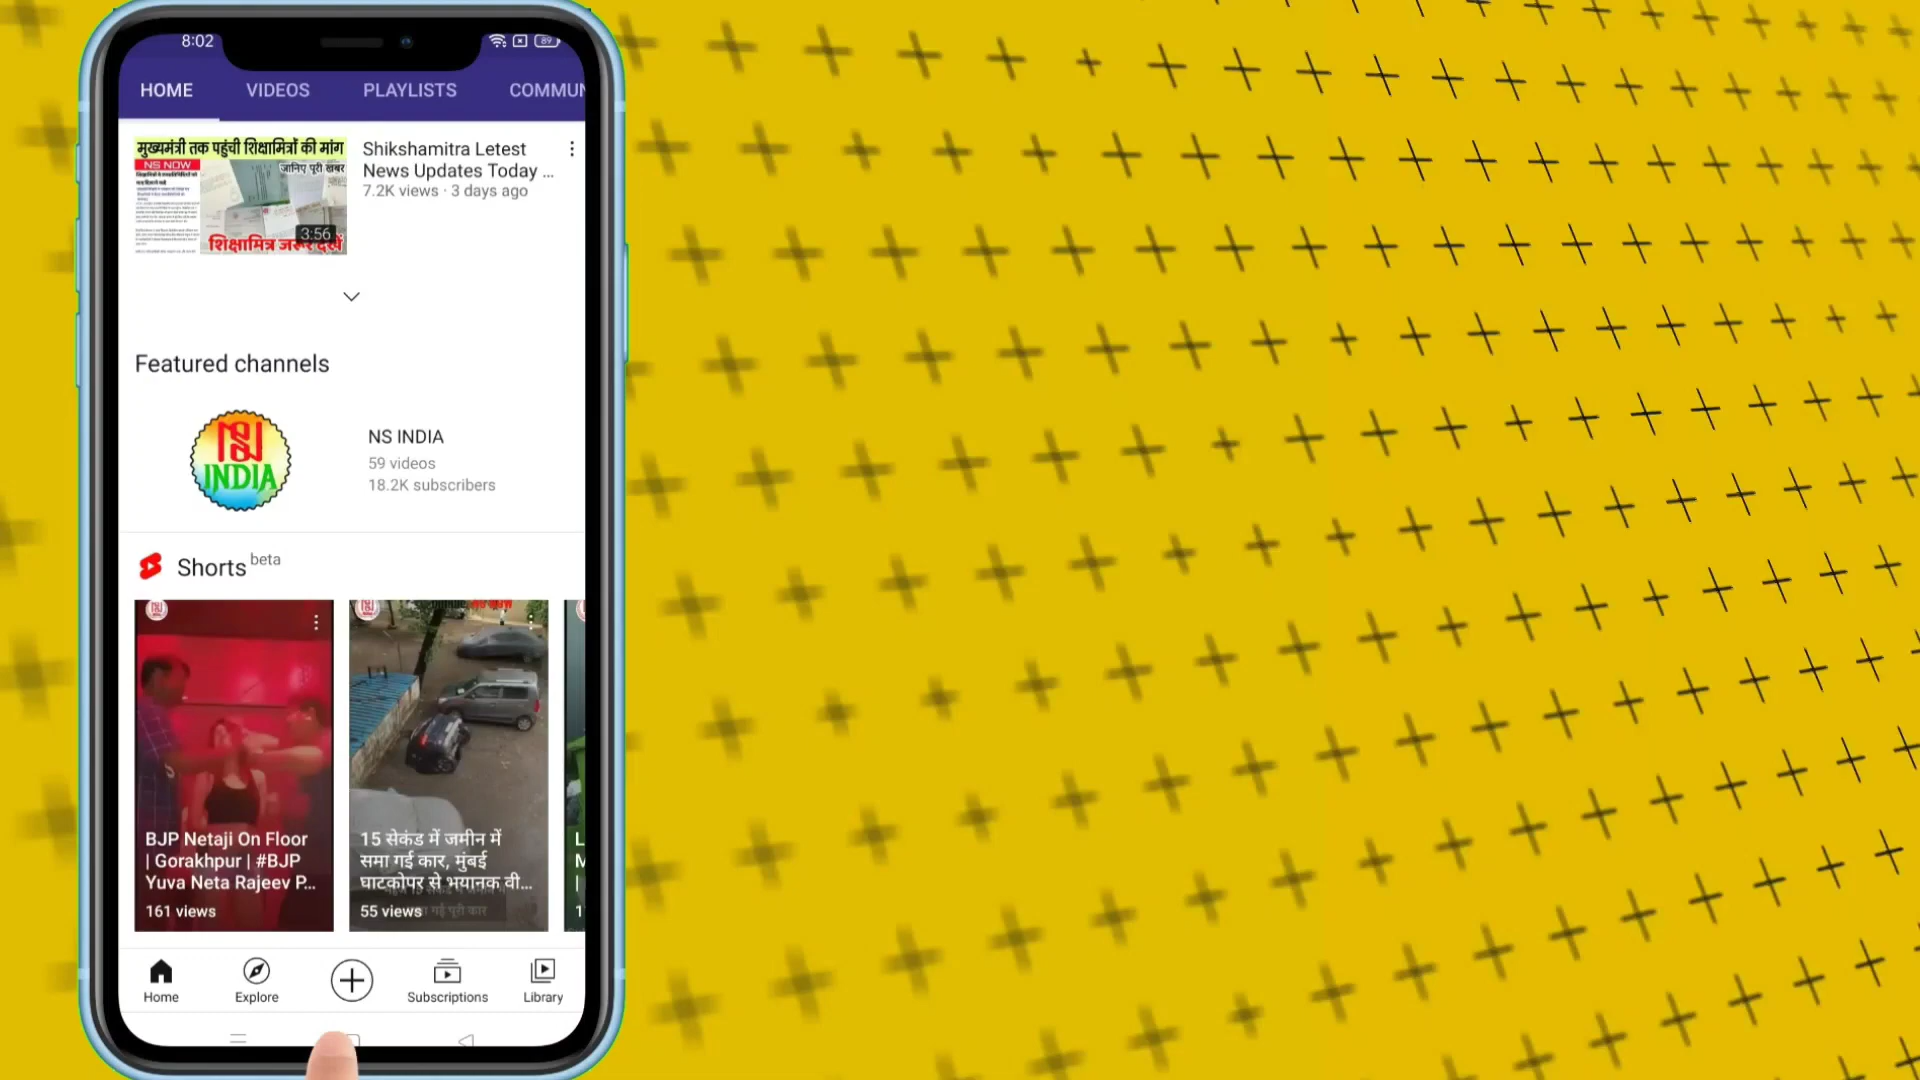 8:02
89
HOME VIDEOS PLAYLISTS COMMUN
मुख्यमंत्री तक पहुंची शिक्षामित्रों की मांग
NS NOW
जानिए पूरी खबर
3:56
शिक्षामित्र जरूर देखें
Shikshamitra Letest
News Updates Today ...
7.2K views · 3 days ago
Featured channels
INDIA
NS INDIA
59 videos
18.2K subscribers
Shorts beta
BJP Netaji On Floor
| Gorakhpur | #BJP
Yuva Neta Rajeev P...
161 views
15 सेकंड में जमीन में
समा गई कार, मुंबई
घाटकोपर से भयानक वी...
55 views
Home Explore Subscriptions Library